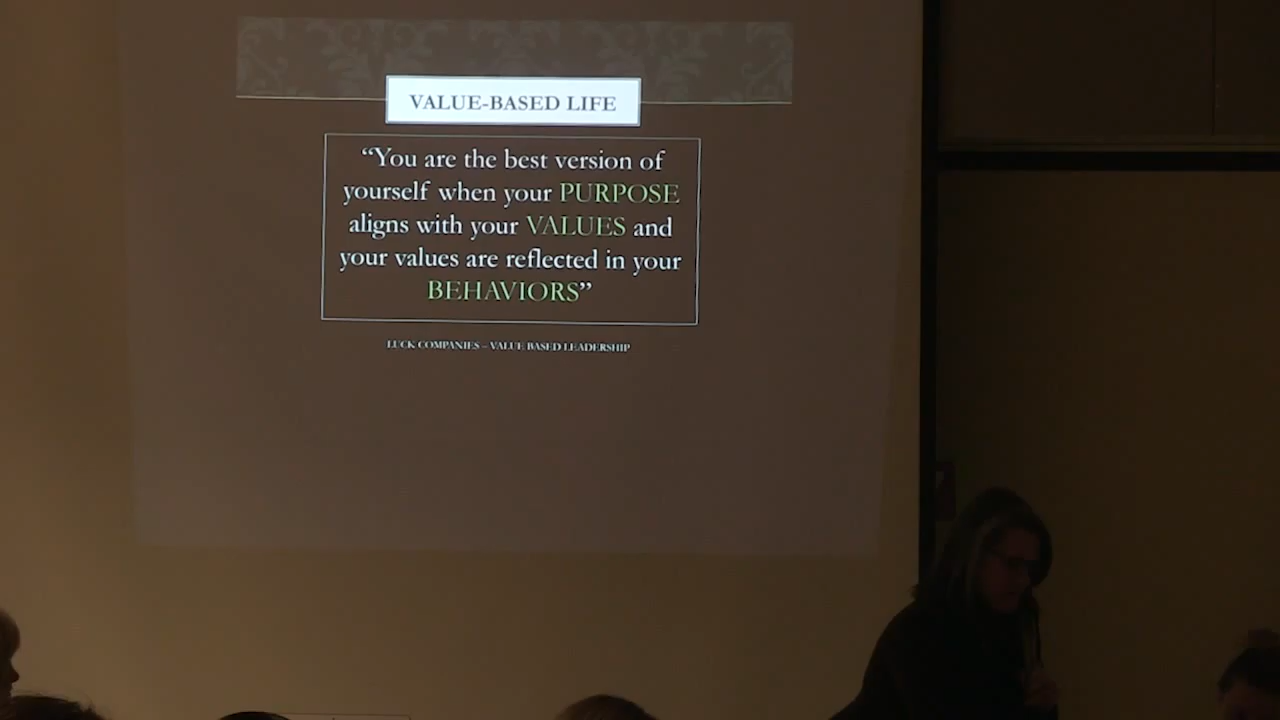 VALUE-BASED LIFE
“You are the best version of
yourself when your PURPOSE
aligns with your VALUES and
your values are reflected in your
BEHAVIORS”
LUCK COMPANIES – VALUE BASED LEADERSHIP